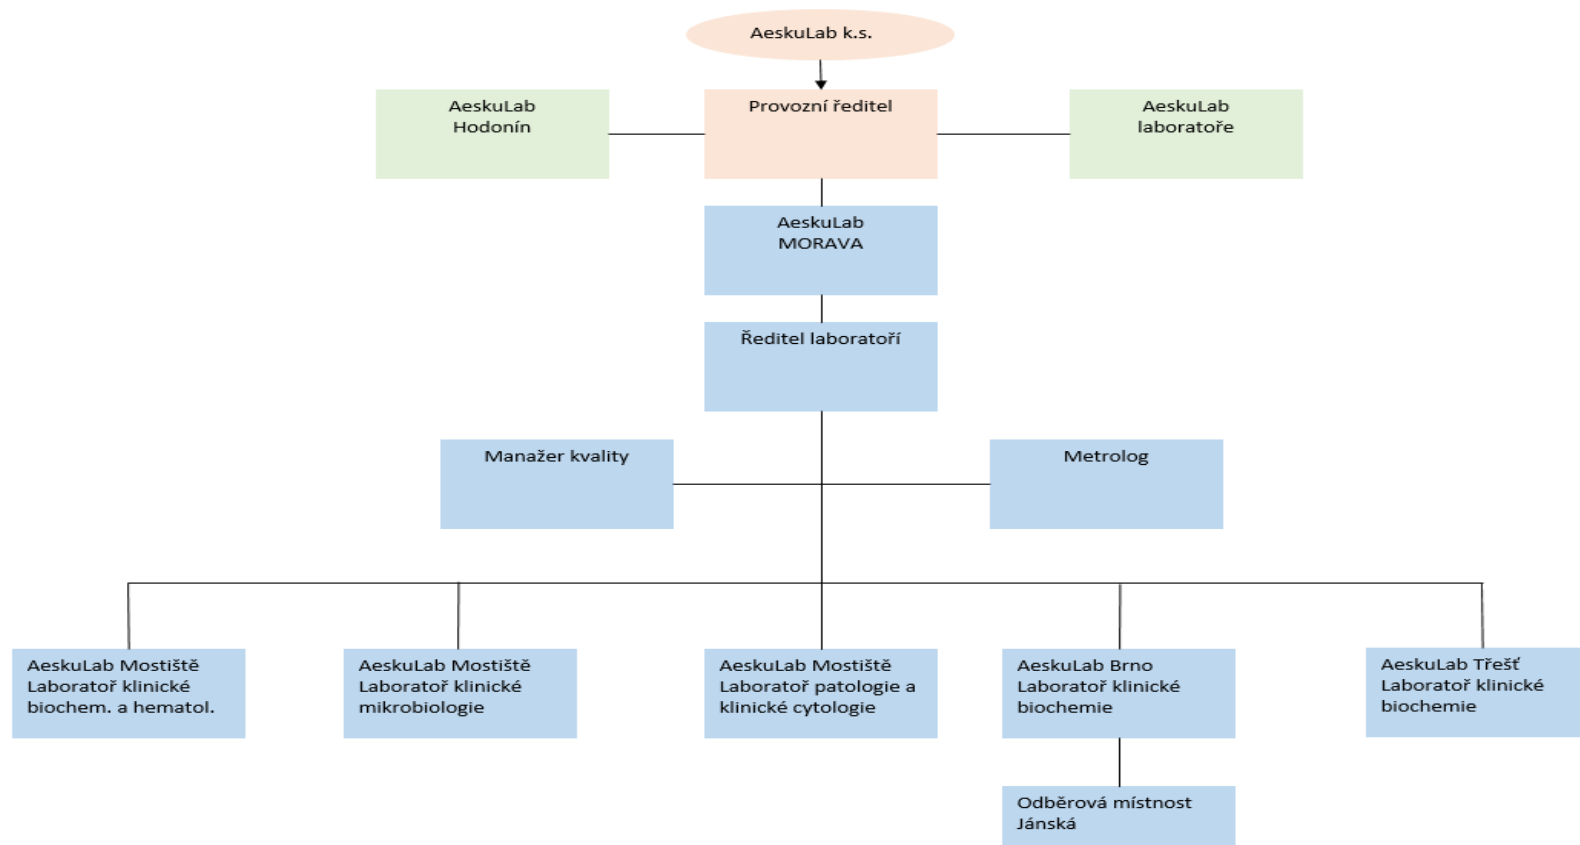 AeskuLab k.s.
AeskuLab
Hodonín
Provozní ředitel
AeskuLab
laboratoře
AeskuLab
MORAVA
Ředitel laboratoří
Manažer kvality
Metrolog
AeskuLab Mostiště
Laboratoř klinické
biochem. a hematol.
AeskuLab Mostiště
Laboratoř klinické
mikrobiologie
AeskuLab Mostiště
Laboratoř patologie a
klinické cytologie
AeskuLab Brno
Laboratoř klinické
biochemie
AeskuLab Třešť
Laboratoř klinické
biochemie
Odběrová místnost
Jánská